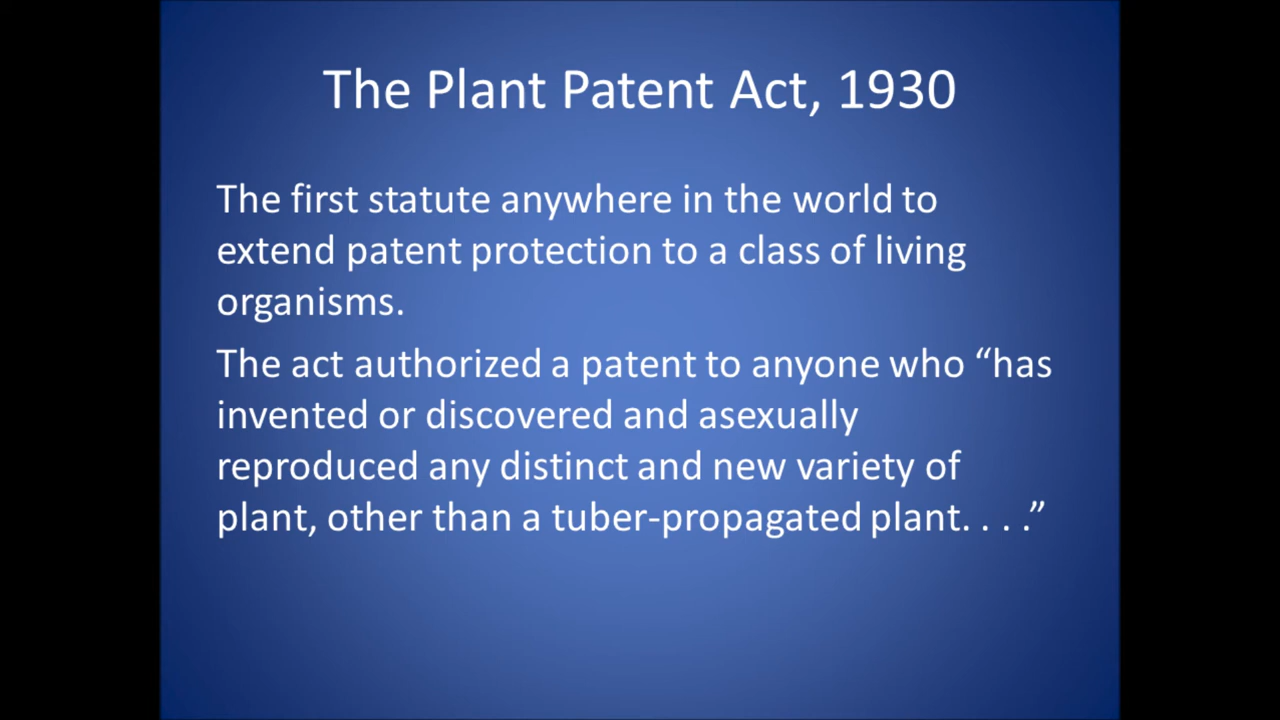 The Plant Patent Act, 1930
The first statute anywhere in the world to
extend patent protection to a class of living
organisms.
The act authorized a patent to anyone who “has
invented or discovered and asexually
reproduced any distinct and new variety of
plant, other than a tuber-propagated plant. . . .”